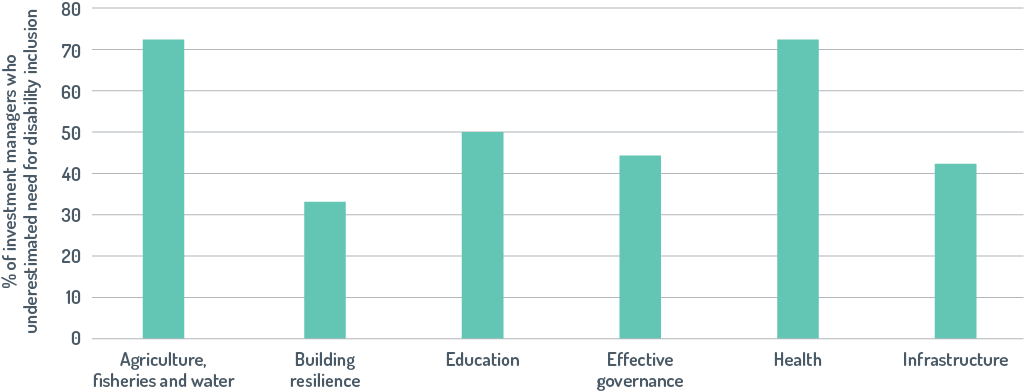 % of investment managers who
underestimated need for disability inclusion
80
70
60
50
40
30
20
10
0
Agriculture,
fisheries and water
Building
resilience
Education
Effective
governance
Health
Infrastructure